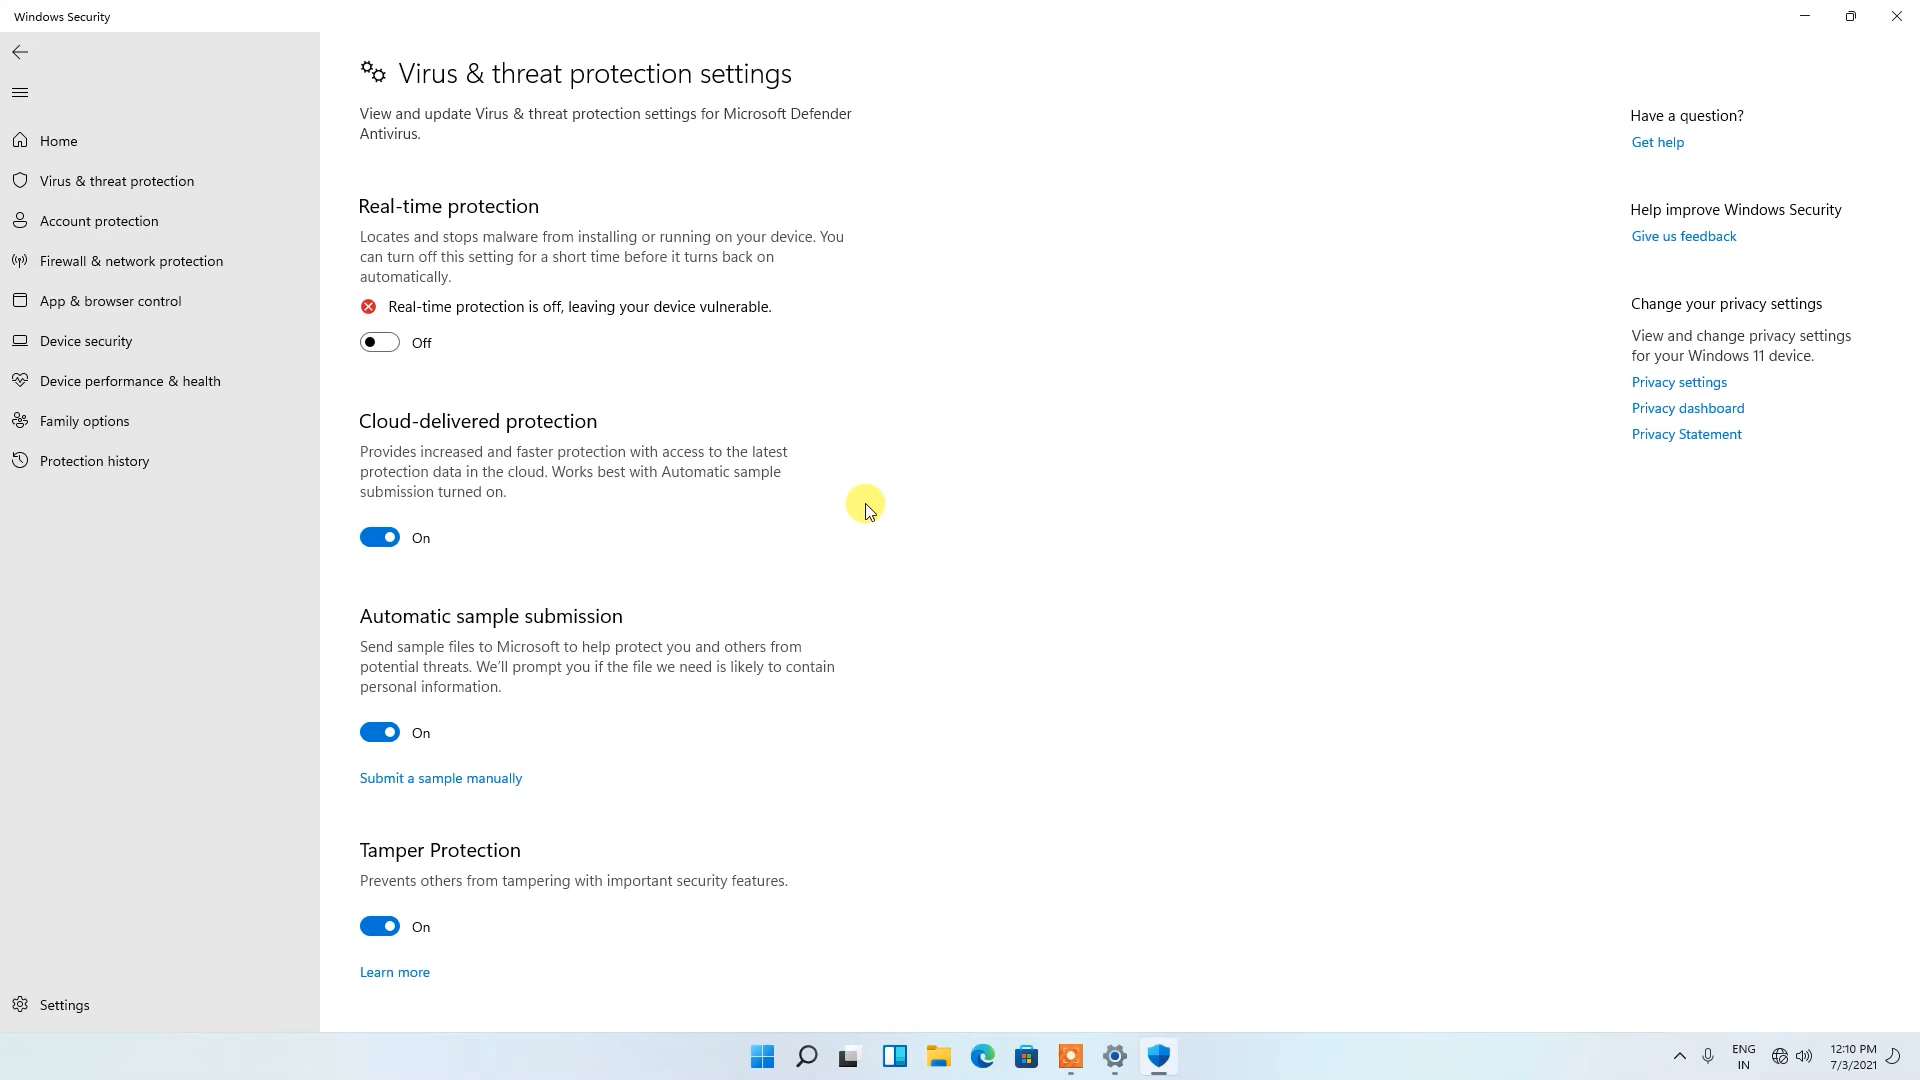 Windows Security
Home
Virus & threat protection
Account protection
Firewall & network protection
App & browser control
Device security
Device performance & health
Family options
Protection history
Settings
Virus & threat protection settings
View and update Virus & threat protection settings for Microsoft Defender
Antivirus.
Real-time protection
Locates and stops malware from installing or running on your device. You
can turn off this setting for a short time before it turns back on
automatically.
Real-time protection is off, leaving your device vulnerable.
Off
Cloud-delivered protection
Provides increased and faster protection with access to the latest
protection data in the cloud. Works best with Automatic sample
submission turned on.
On
Automatic sample submission
Send sample files to Microsoft to help protect you and others from
potential threats. We'll prompt you if the file we need is likely to contain
personal information.
On
Submit a sample manually
Tamper Protection
Prevents others from tampering with important security features.
On
Learn more
Have a question?
Get help
Help improve Windows Security
Give us feedback
Change your privacy settings
View and change privacy settings
for your Windows 11 device.
Privacy settings
Privacy dashboard
Privacy Statement
ENG
IN
12:10 PM
7/3/2021